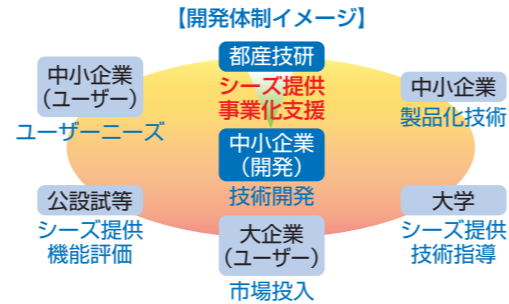 【開発体制イメージ】
都産技研
シーズ提供
事業化支援
中小企業
（ユーザー）
ユーザーニーズ
中小企業
製品化技術
中小企業
（開発）
技術開発
公設試等
シーズ提供
機能評価
大学
シーズ提供
技術指導
大企業
（ユーザー）
市場投入